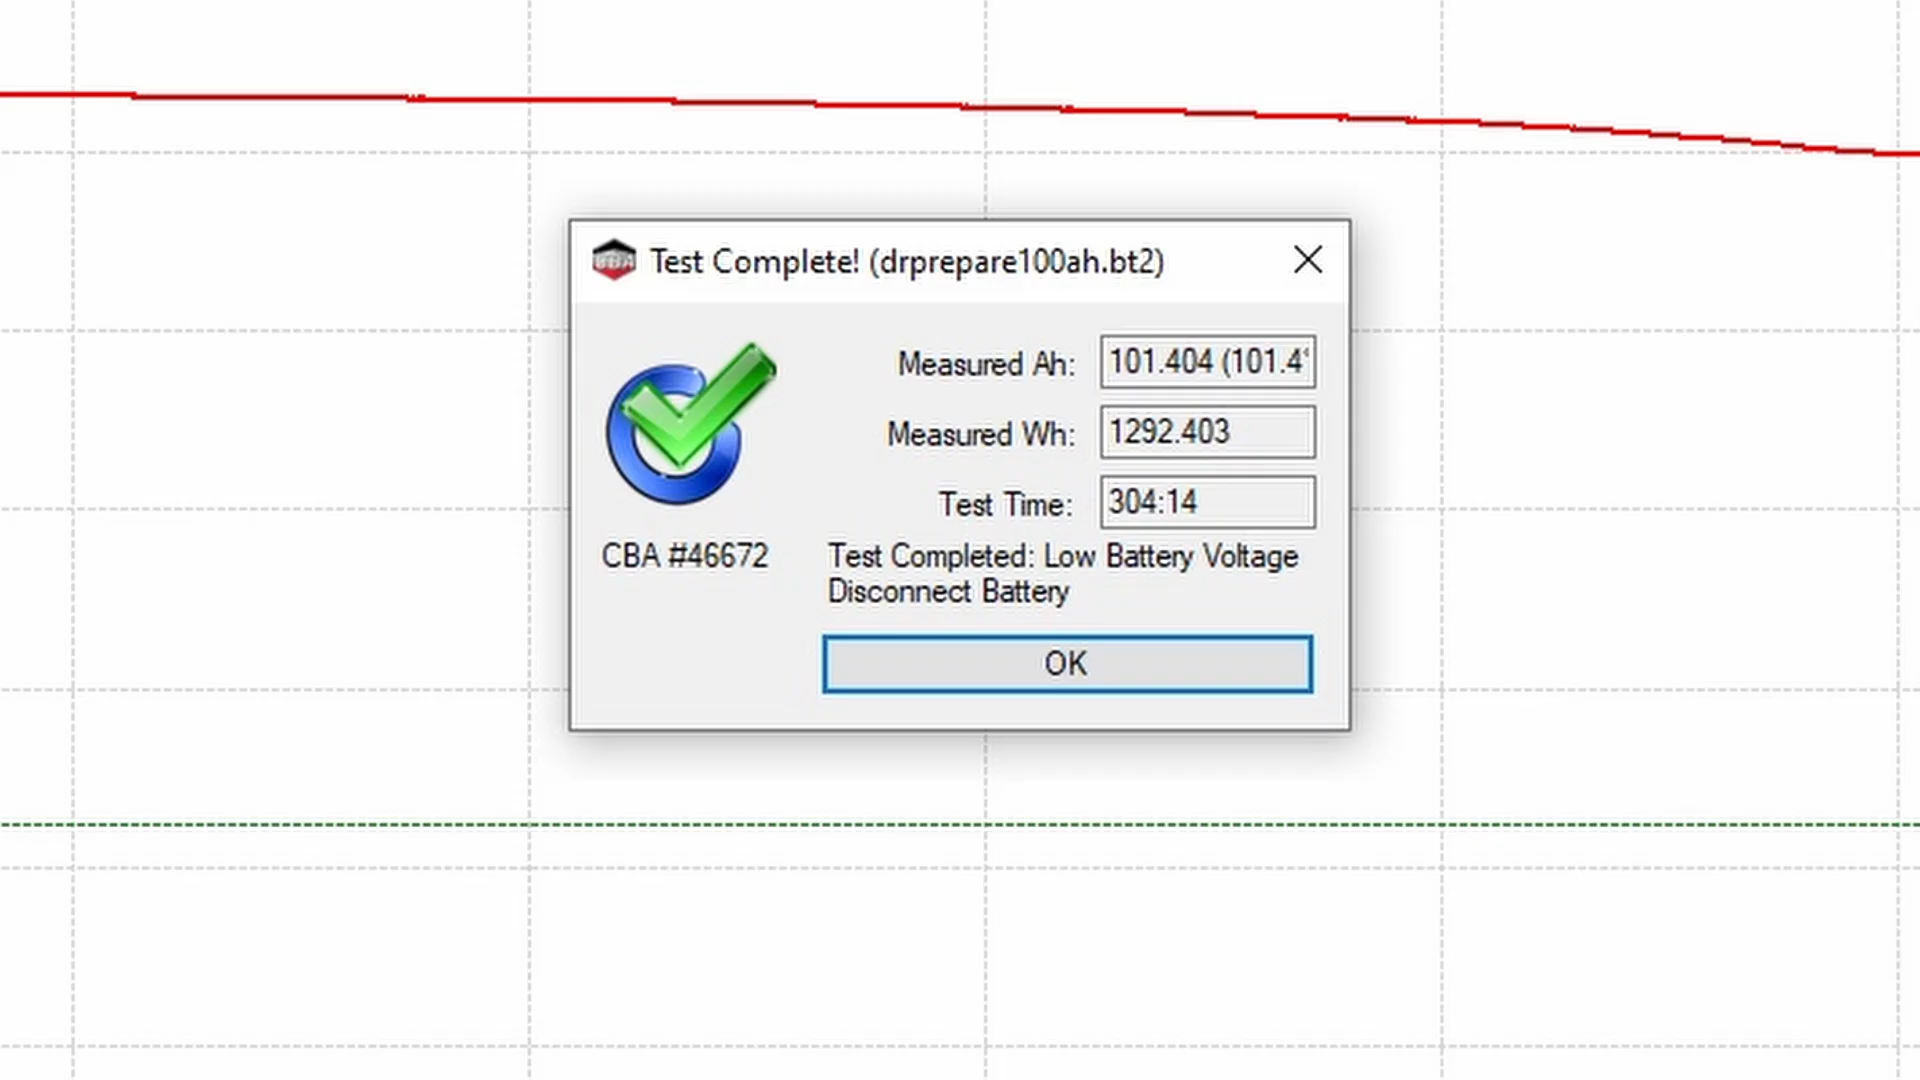 Test Complete! (drprepare100ah.bt2)
Measured Ah: 101.404 (101.4
Measured Wh: 1292.403
Test Time: 304:14
CBA #46672
Test Completed: Low Battery Voltage
Disconnect Battery
OK